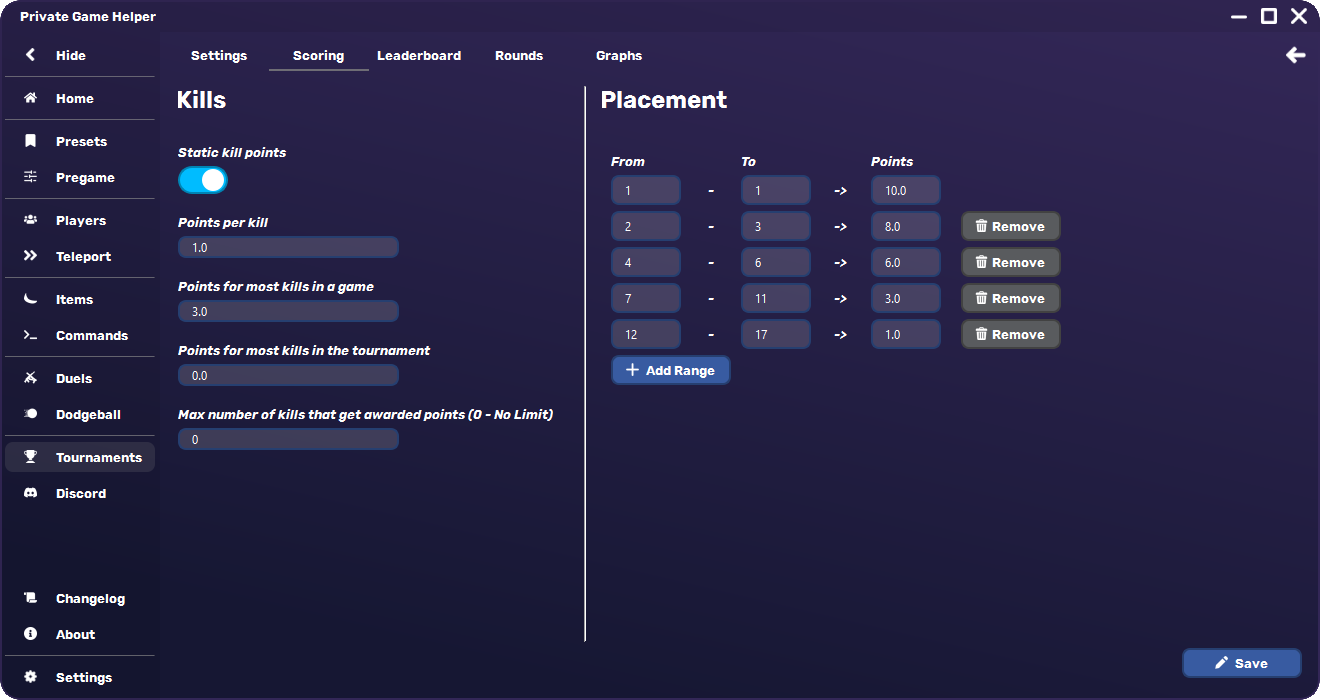 Private Game Helper
Hide
Home
Presets
Pregame
Players
Teleport
Items
Commands
Duels
Dodgeball
Tournaments
Discord
Changelog
About
Settings
Settings Scoring Leaderboard Rounds Graphs
Kills
Static kill points
Points per kill
1.0
Points for most kills in a game
3.0
Points for most kills in the tournament
0.0
Max number of kills that get awarded points (0 - No Limit)
0
Placement
From To Points
1 - 1 -> 10.0
2 - 3 -> 8.0 Remove
4 - 6 -> 6.0 Remove
7 - 11 -> 3.0 Remove
12 - 17 -> 1.0 Remove
+ Add Range
Save